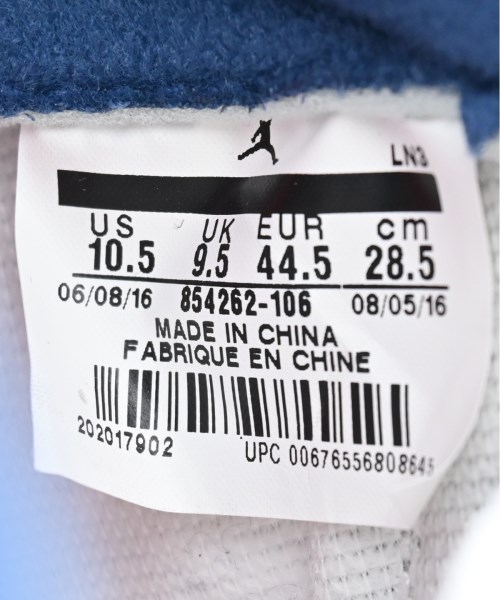 LN3
US UK EUR cm
10.5 9.5 44.5 28.5
06/08/16 854262-106 08/05/16
MADE IN CHINA
FABRIQUE EN CHINE
202017902
UPC 00676556808645